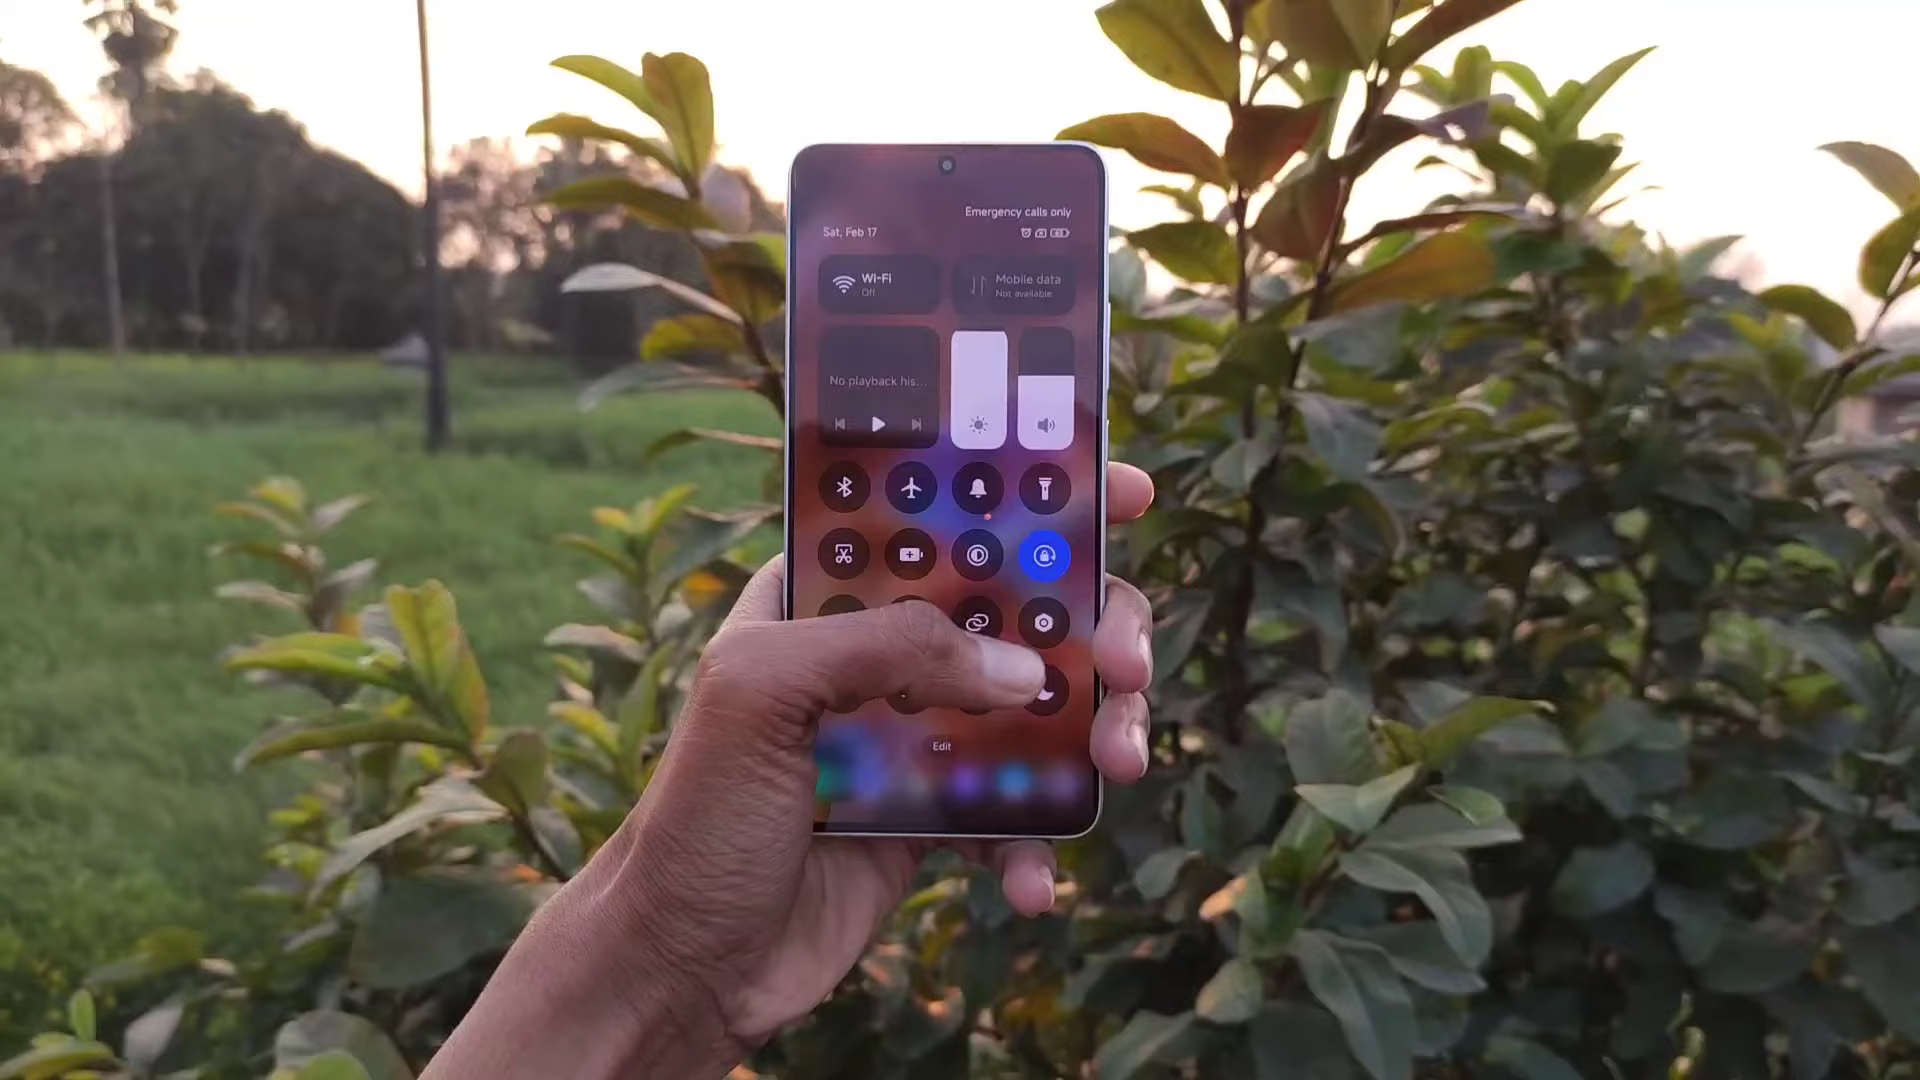 Emergency calls only
Sat, Feb 17
Wi-Fi
Off
Mobile data
Not available
No playback his...
Edit